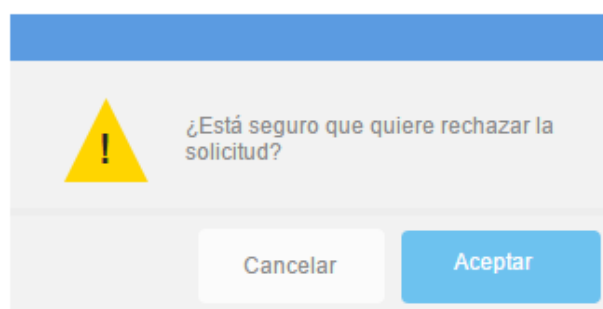 ¿Está seguro que quiere rechazar la
solicitud?
!
Cancelar
Aceptar